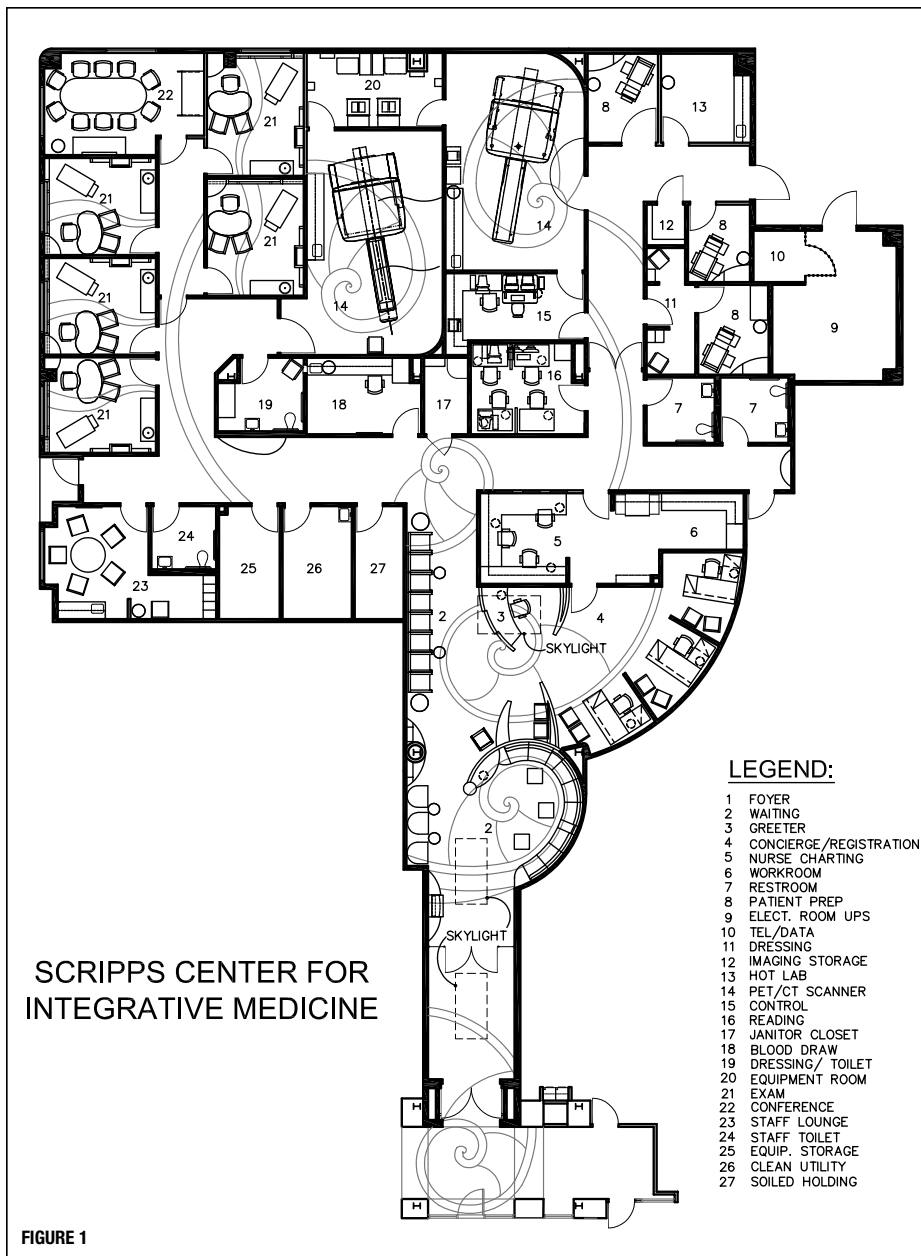 20
22
8
13
21
21
21
14
12
8
10
21
21
14
15
11
8
9
16
21
19
18
17
7
7
24
5
6
23
25
26
27
2
3
4
SKYLIGHT
2
SKYLIGHT
SCRIPPS CENTER FOR
INTEGRATIVE MEDICINE
LEGEND:
1 FOYER
2 WAITING
3 GREETER
4 CONCIERGE/REGISTRATION
5 NURSE CHARTING
6 WORKROOM
7 RESTROOM
8 PATIENT PREP
9 ELECT. ROOM UPS
10 TEL/DATA
11 DRESSING
12 IMAGING STORAGE
13 HOT LAB
14 PET/CT SCANNER
15 CONTROL
16 READING
17 JANITOR CLOSET
18 BLOOD DRAW
19 DRESSING/ TOILET
20 EQUIPMENT ROOM
21 EXAM
22 CONFERENCE
23 STAFF LOUNGE
24 STAFF TOILET
25 EQUIP. STORAGE
26 CLEAN UTILITY
27 SOILED HOLDING
FIGURE 1